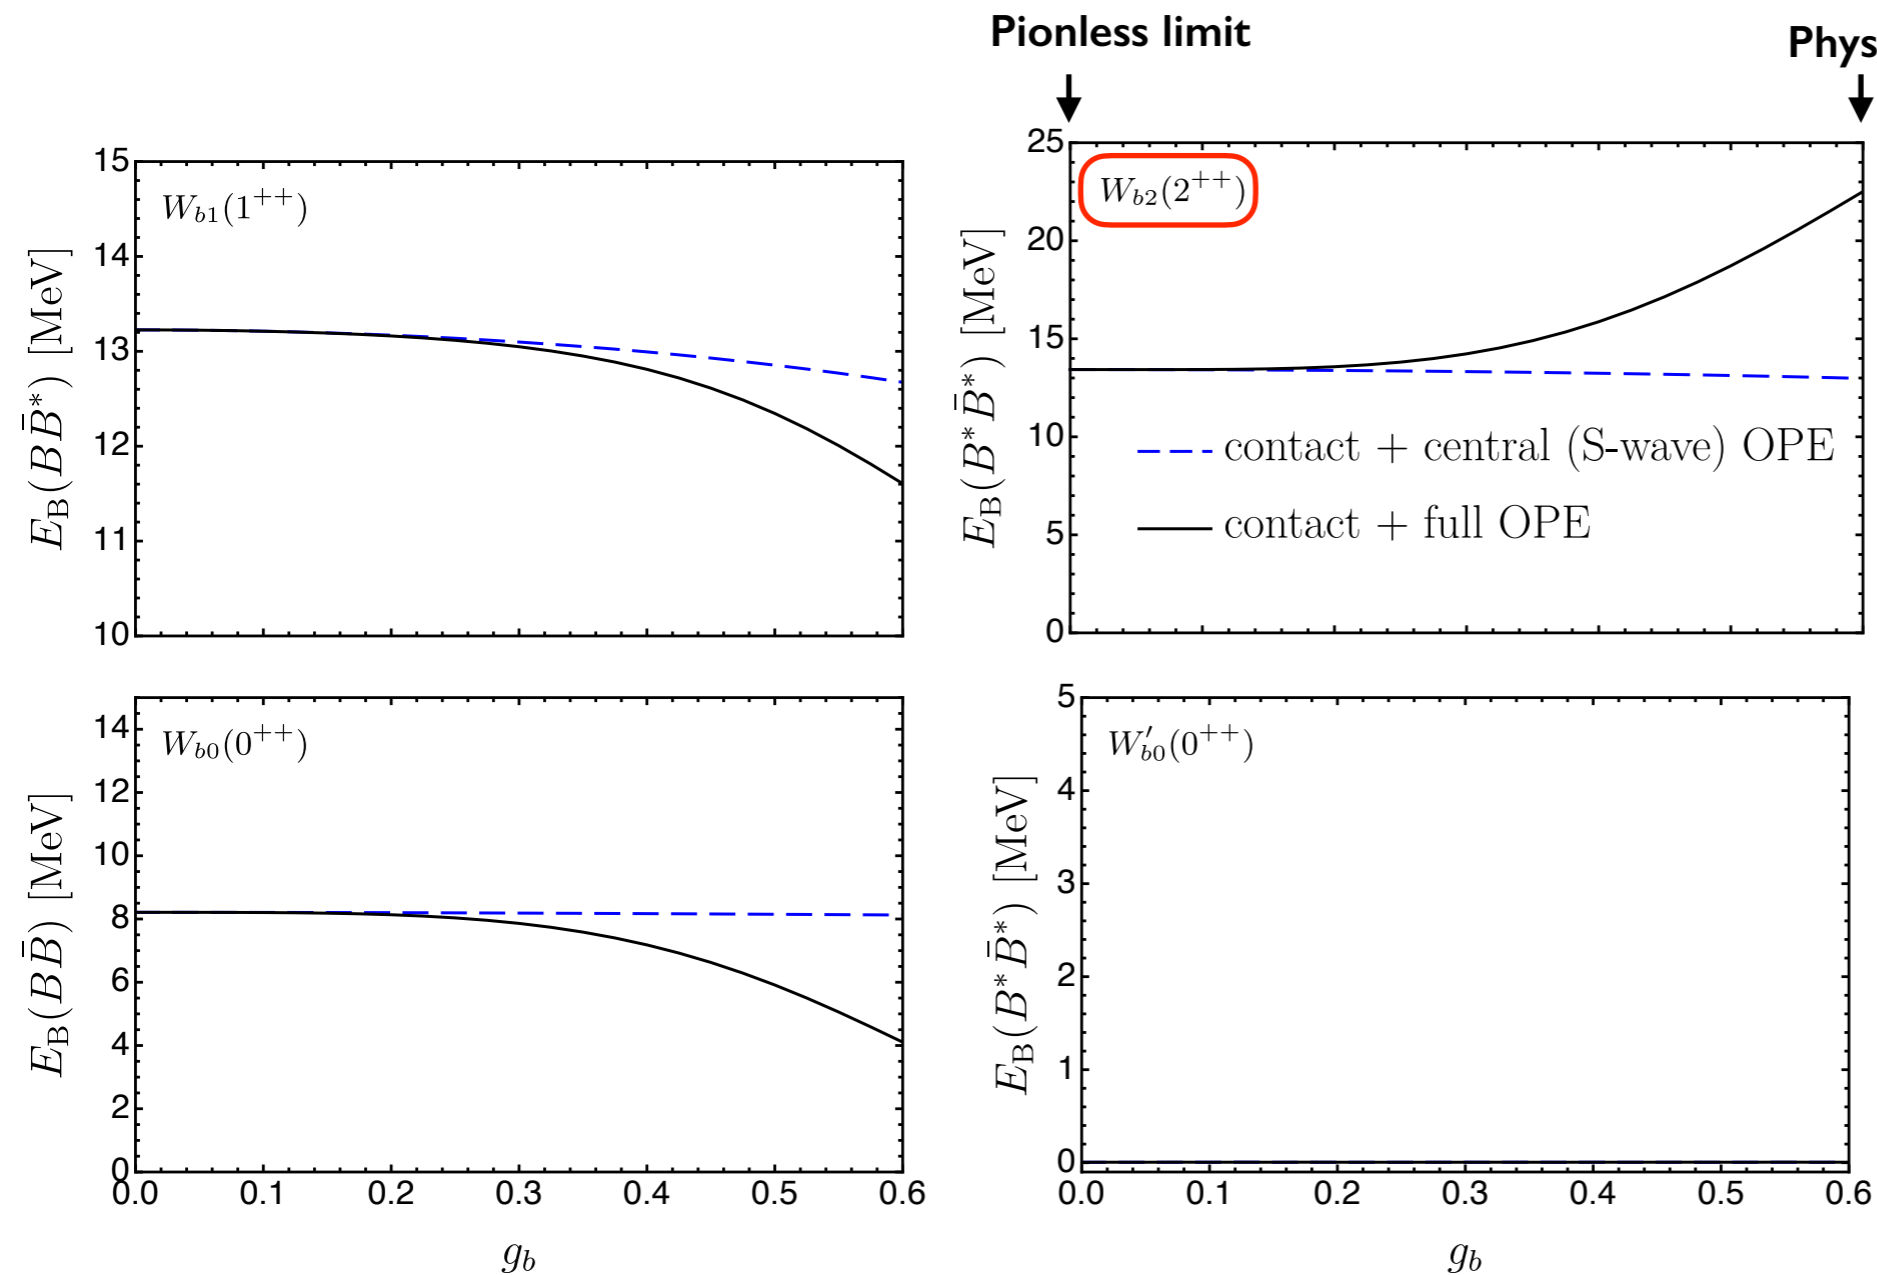 Pionless limit
Phys
15
14
13
12
11
10
W_{b1}(1^{++})
E_B(B\bar{B}^*) [MeV]
25
20
15
10
5
0
W_{b2}(2^{++})
E_B(B^*\bar{B}^*) [MeV]
contact + central (S-wave) OPE
contact + full OPE
14
12
10
8
6
4
2
0
W_{b0}(0^{++})
E_B(B\bar{B}) [MeV]
0.0 0.1 0.2 0.3 0.4 0.5 0.6
g_b
5
4
3
2
1
0
W'_{b0}(0^{++})
E_B(B^*\bar{B}^*) [MeV]
0.0 0.1 0.2 0.3 0.4 0.5 0.6
g_b